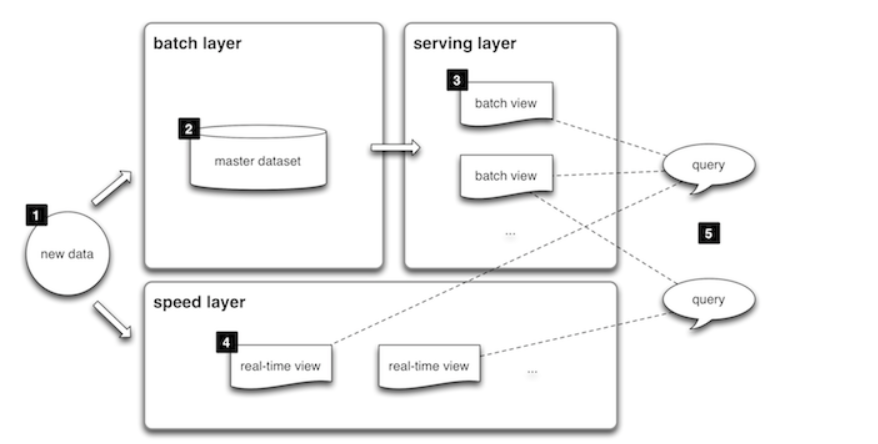 batch layer
serving layer
3
batch view
2
master dataset
query
batch view
1
5
...
new data
query
speed layer
4
real-time view
real-time view
...